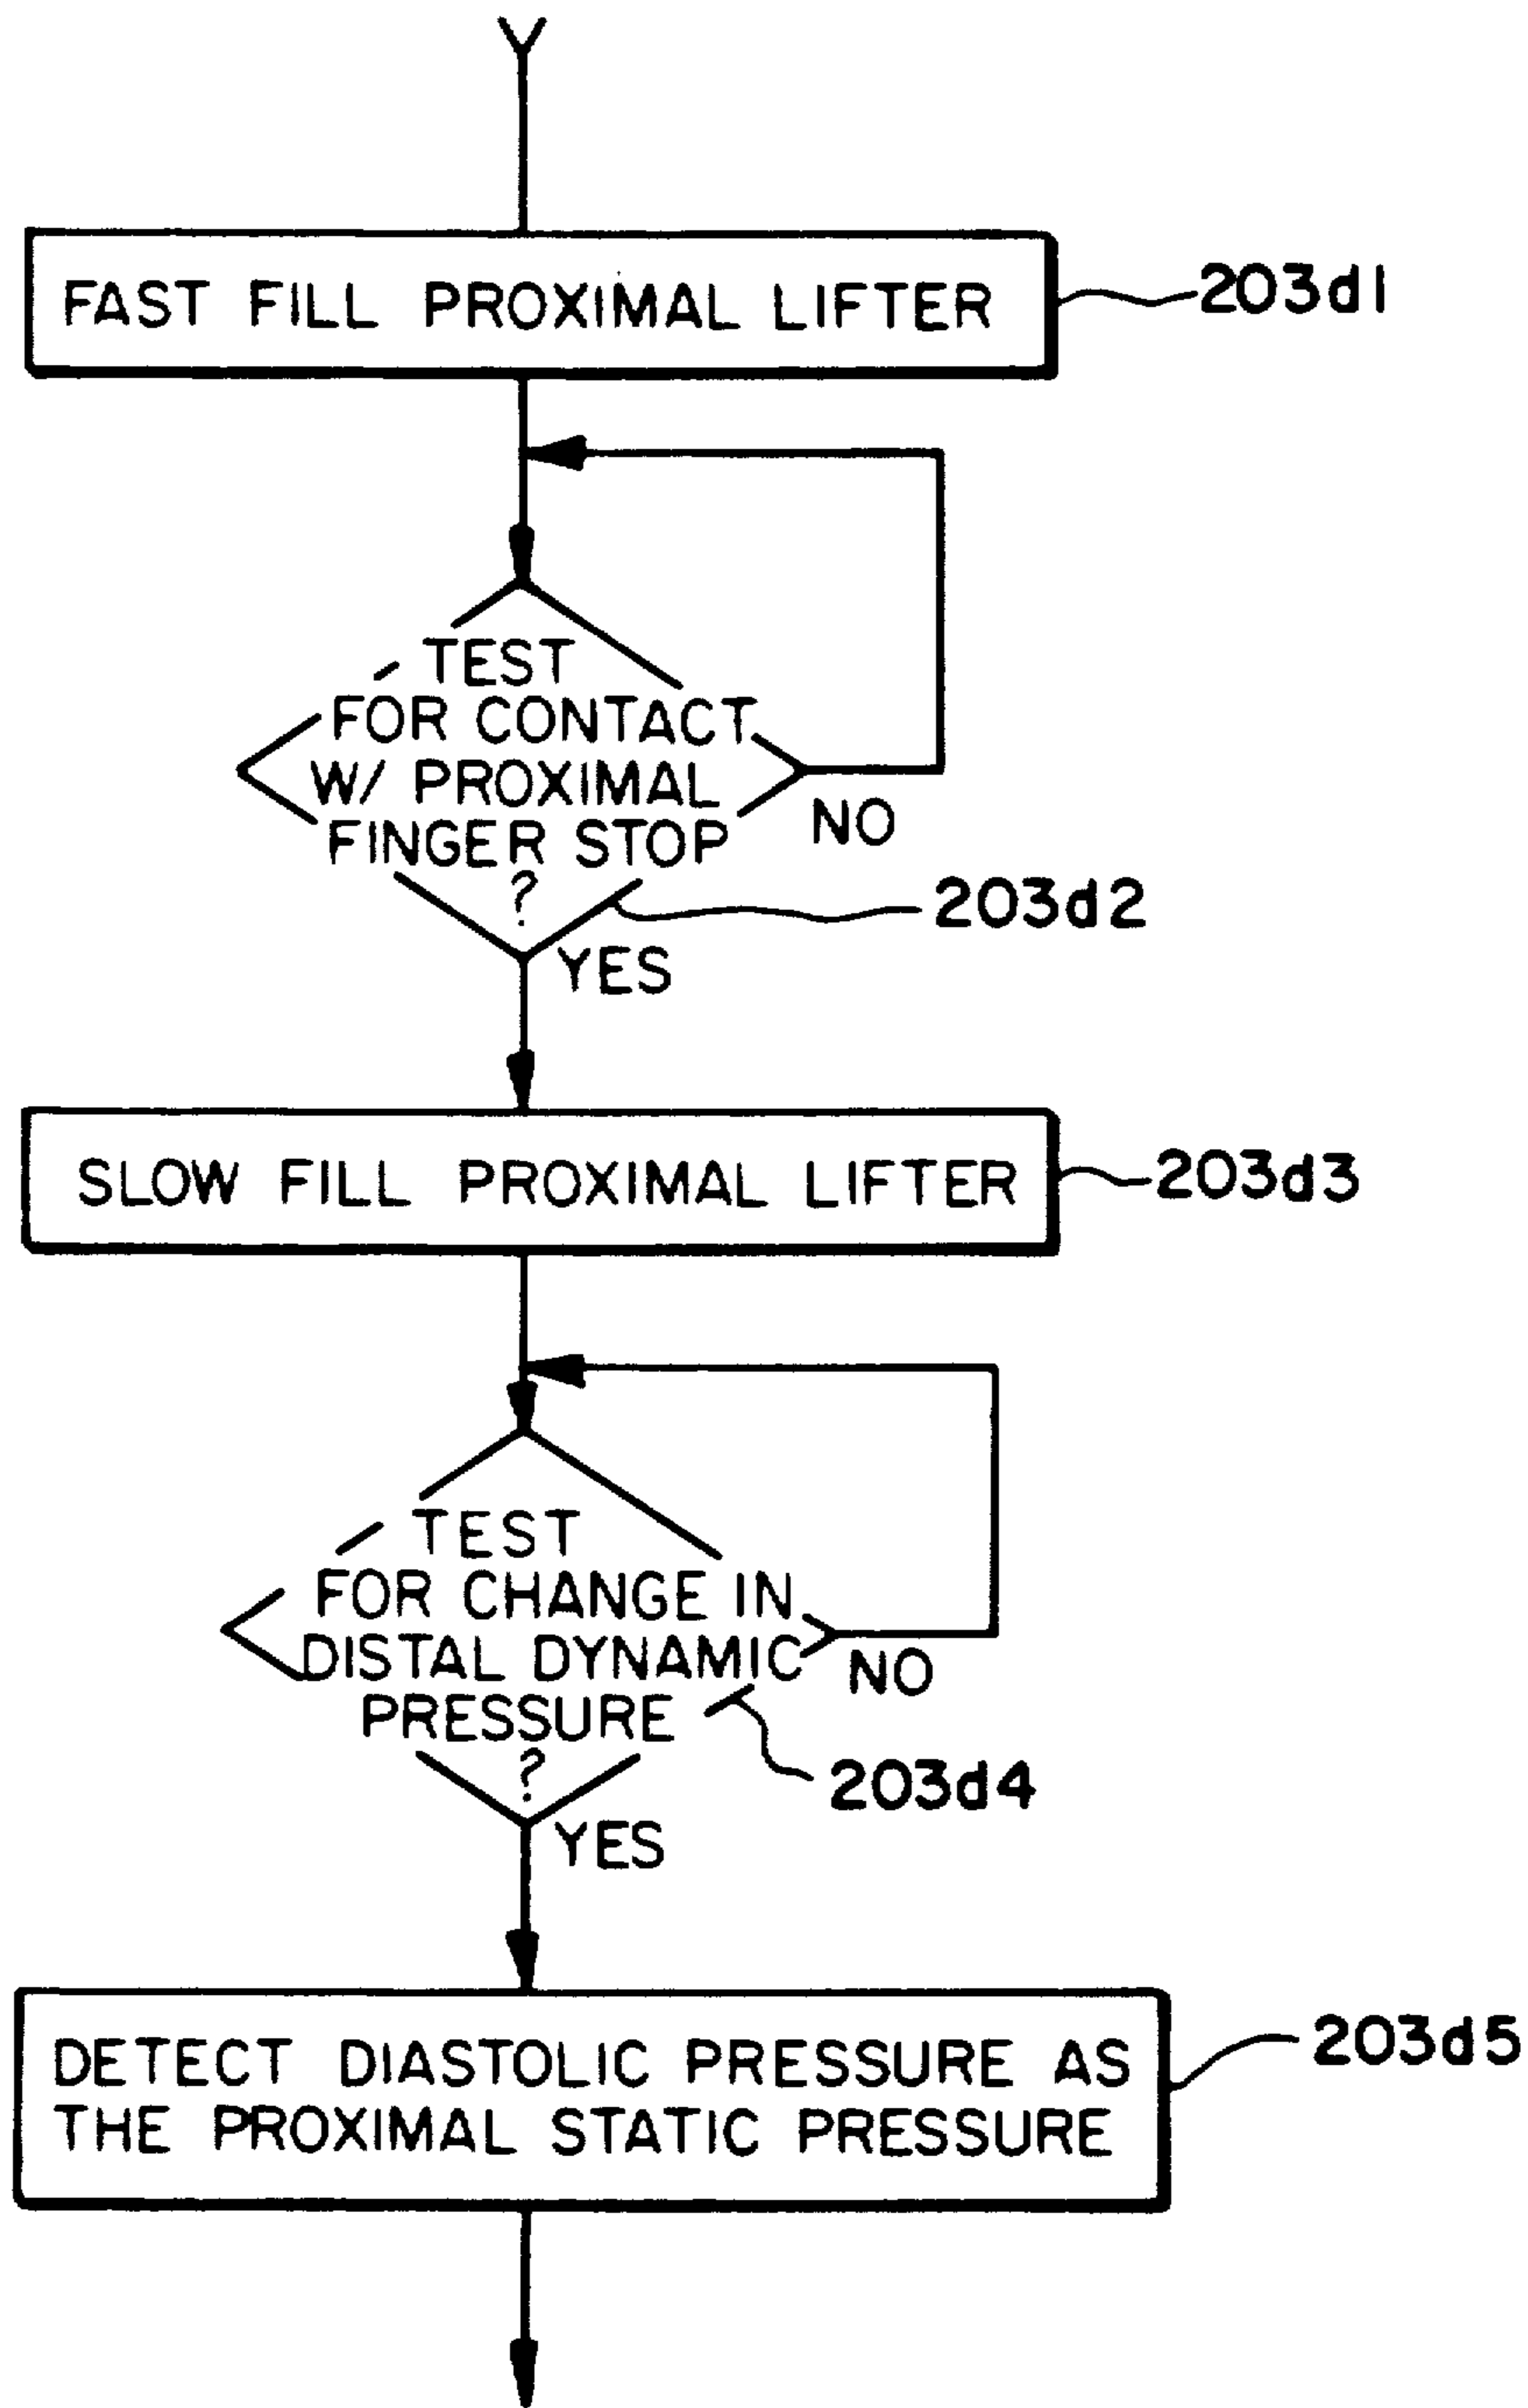 FAST FILL PROXIMAL LIFTER
203d1
TEST
FOR CONTACT
W/ PROXIMAL
FINGER STOP
?
NO
203d2
YES
SLOW FILL PROXIMAL LIFTER
203d3
TEST
FOR CHANGE IN
DISTAL DYNAMIC
PRESSURE
?
NO
203d4
YES
DETECT DIASTOLIC PRESSURE AS
THE PROXIMAL STATIC PRESSURE
203d5